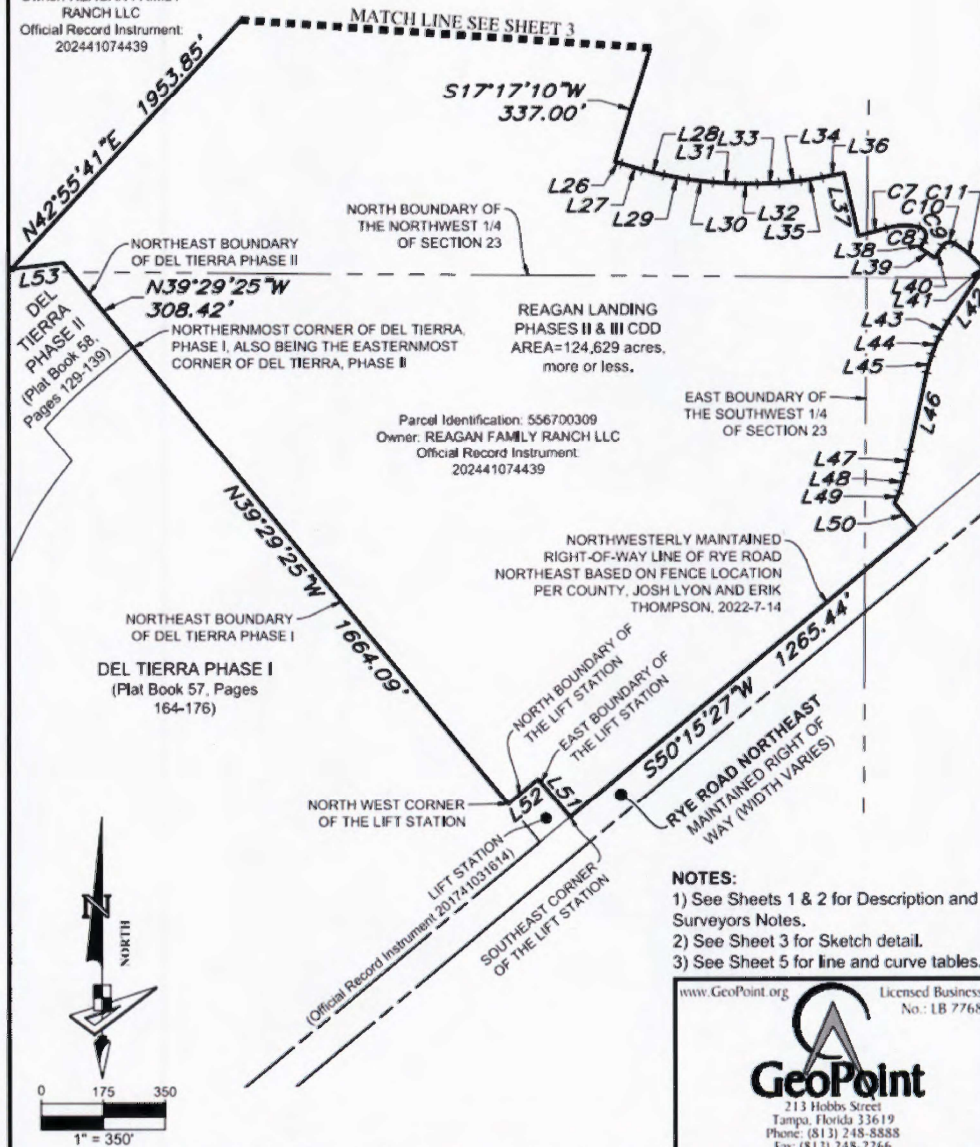 RANCH LLC
Official Record Instrument:
202441074439
MATCH LINE SEE SHEET 3
N42°55'41"E 1953.85'
S17°17'10"W
337.00'
L26
L27
L28
L29
L30
L31
L32
L33
L34
L35
L36
L37
L38
L39
L40
L41
C7
C8
C9
C10
C11
L43
L44
L45
L46
L47
L48
L49
L50
NORTH BOUNDARY OF
THE NORTHWEST 1/4
OF SECTION 23
NORTHEAST BOUNDARY
OF DEL TIERRA PHASE II
L53
DEL
TIERRA
PHASE II
(Plat Book 58,
Pages 129-139)
N39°29'25"W
308.42'
NORTHERNMOST CORNER OF DEL TIERRA,
PHASE I, ALSO BEING THE EASTERNMOST
CORNER OF DEL TIERRA, PHASE II
REAGAN LANDING
PHASES II & III CDD
AREA=124,629 acres,
more or less.
EAST BOUNDARY OF
THE SOUTHWEST 1/4
OF SECTION 23
Parcel Identification: 556700309
Owner: REAGAN FAMILY RANCH LLC
Official Record Instrument
202441074439
N39°29'25"W 1664.09'
NORTHWESTERLY MAINTAINED
RIGHT-OF-WAY LINE OF RYE ROAD
NORTHEAST BASED ON FENCE LOCATION
PER COUNTY, JOSH LYON AND ERIK
THOMPSON, 2022-7-14
NORTHEAST BOUNDARY
OF DEL TIERRA PHASE I
DEL TIERRA PHASE I
(Plat Book 57, Pages
164-176)
NORTH BOUNDARY OF
THE LIFT STATION
EAST BOUNDARY OF
THE LIFT STATION
S50°15'27"W 1265.44'
RYE ROAD NORTHEAST
MAINTAINED RIGHT OF
WAY (WIDTH VARIES)
NORTH WEST CORNER
OF THE LIFT STATION
L52
L51
LIFT STATION
(Official Record Instrument 201741031614)
SOUTHEAST CORNER
OF THE LIFT STATION
N
NORTH
0 175 350
1" = 350'
NOTES:
1) See Sheets 1 & 2 for Description and
Surveyors Notes.
2) See Sheet 3 for Sketch detail.
3) See Sheet 5 for line and curve tables.
www.GeoPoint.org
Licensed Business
No.: LB 7768
GeoPoint
213 Hobbs Street
Tampa, Florida 33619
Phone: (813) 248-8888
Fax: (813) 248-2266